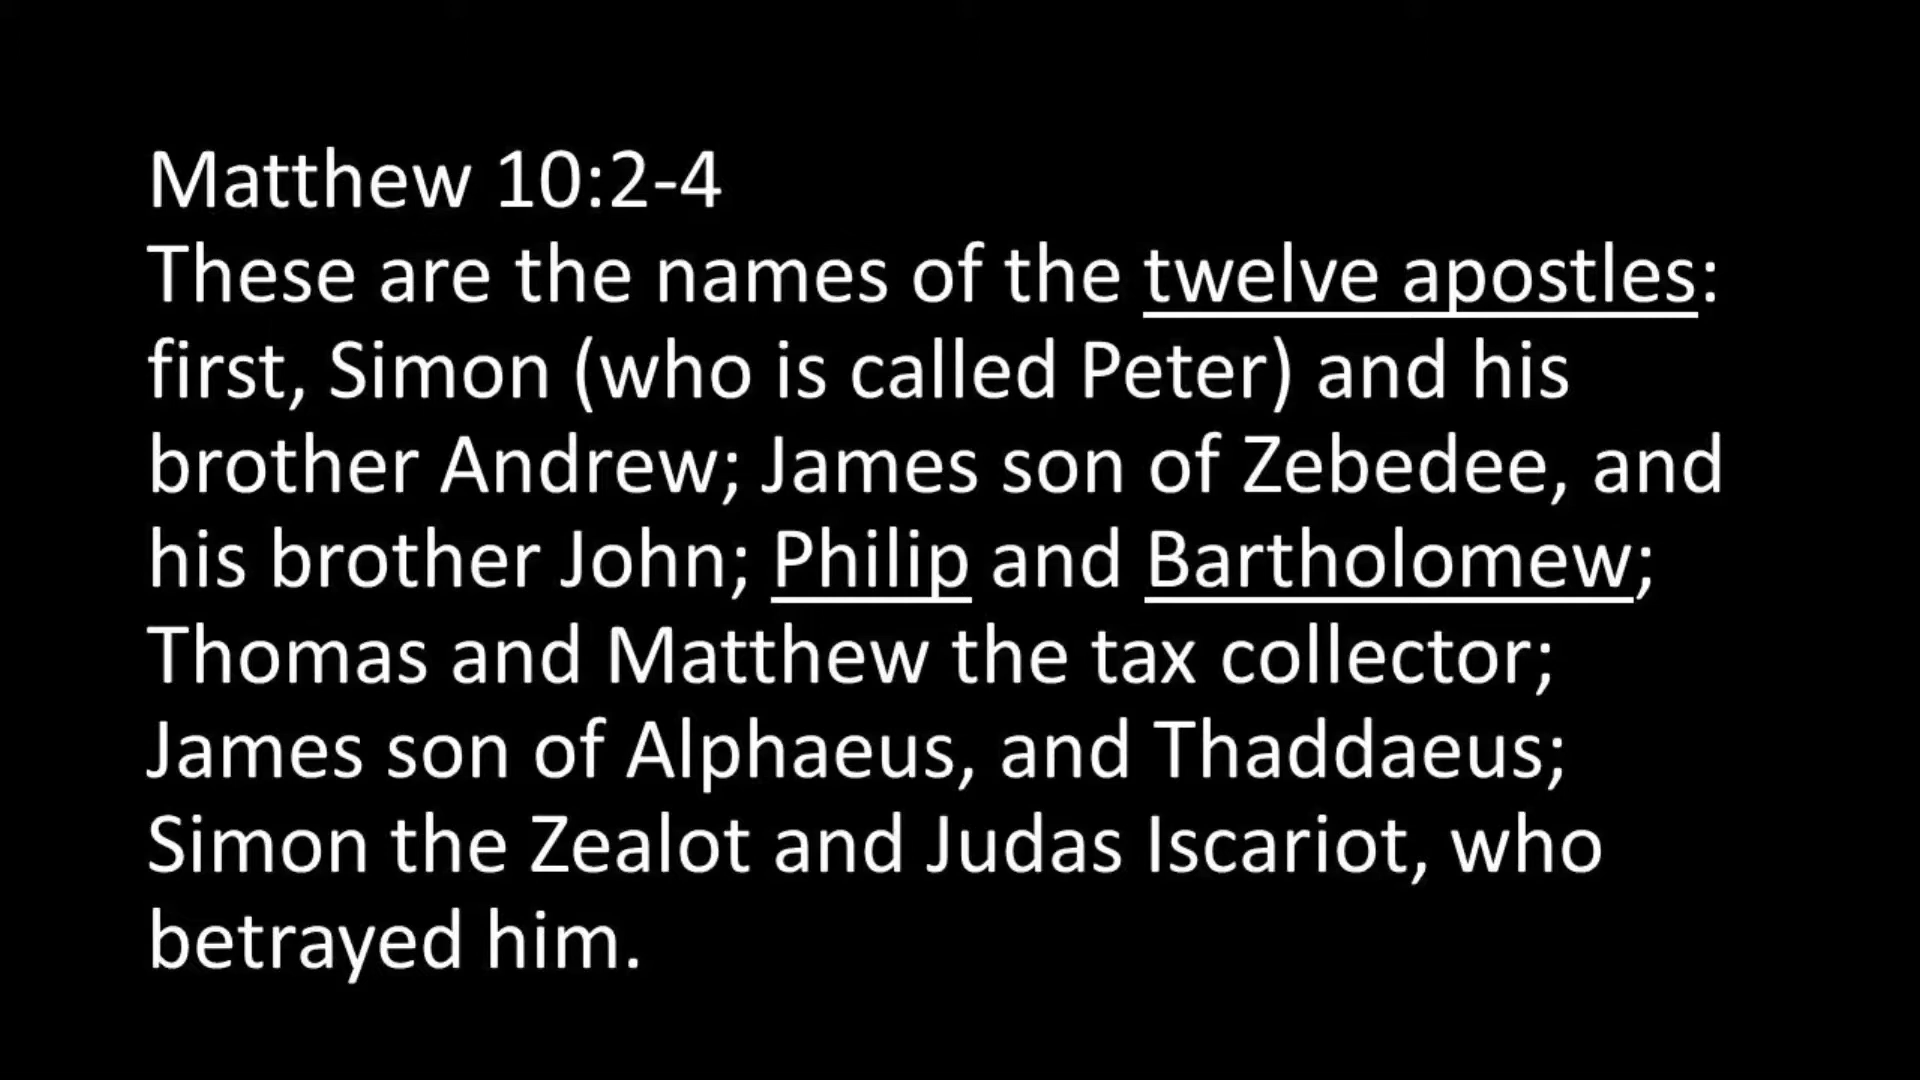 Matthew 10:2-4
These are the names of the twelve apostles:
first, Simon (who is called Peter) and his
brother Andrew; James son of Zebedee, and
his brother John; Philip and Bartholomew;
Thomas and Matthew the tax collector;
James son of Alphaeus, and Thaddaeus;
Simon the Zealot and Judas Iscariot, who
betrayed him.